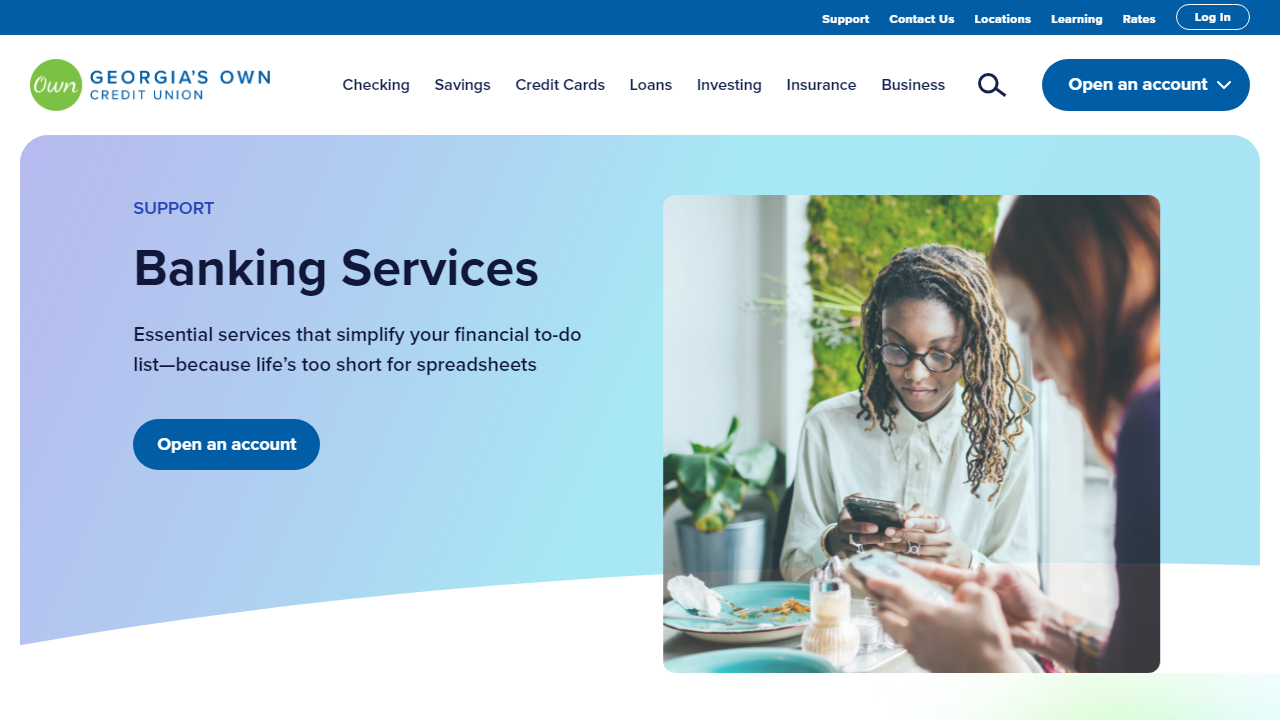 Support Contact Us Locations Learning Rates Log In
Own GEORGIA'S OWN
CREDIT UNION
Checking Savings Credit Cards Loans Investing Insurance Business Open an account
SUPPORT
Banking Services
Essential services that simplify your financial to-do
list—because life's too short for spreadsheets
Open an account